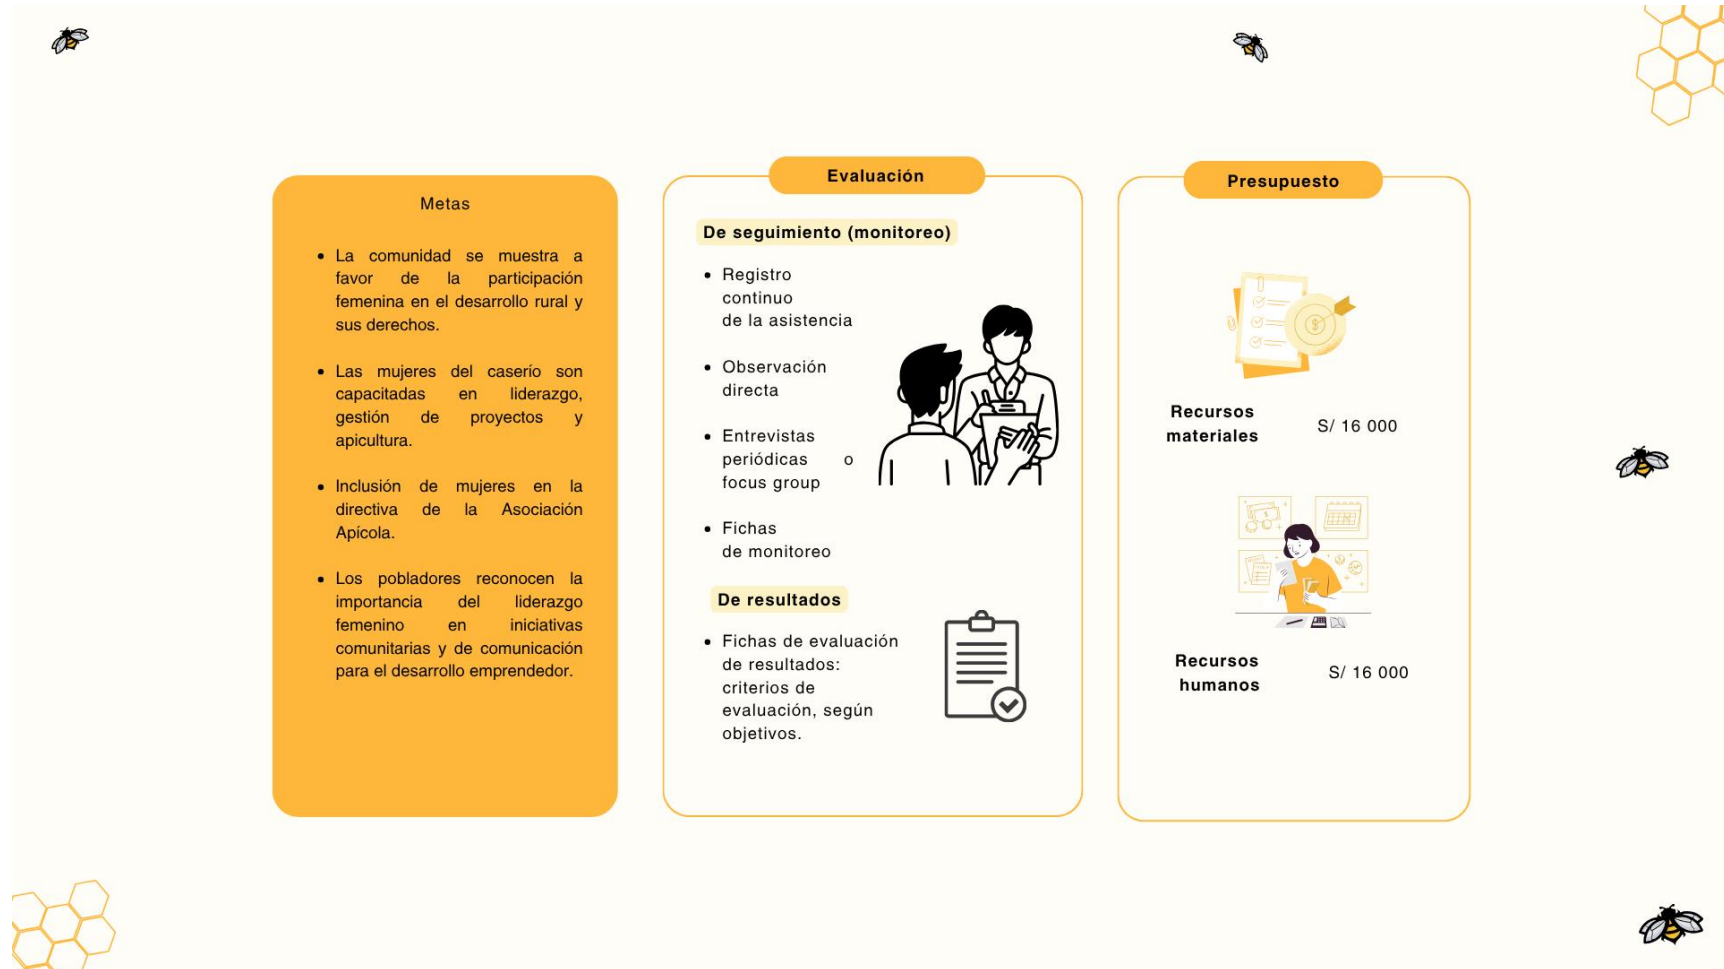 Metas
La comunidad se muestra a
favor de la participación
femenina en el desarrollo rural y
sus derechos.
Las mujeres del caserío son
capacitadas en liderazgo,
gestión de proyectos y
apicultura.
Inclusión de mujeres en la
directiva de la Asociación
Apícola.
Los pobladores reconocen la
importancia del liderazgo
femenino en iniciativas
comunitarias y de comunicación
para el desarrollo emprendedor.
Evaluación
De seguimiento (monitoreo)
Registro
continuo
de la asistencia
Observación
directa
Entrevistas
periódicas o
focus group
Fichas
de monitoreo
De resultados
Fichas de evaluación
de resultados:
criterios de
evaluación, según
objetivos.
Presupuesto
Recursos
materiales
S/ 16 000
Recursos
humanos
S/ 16 000